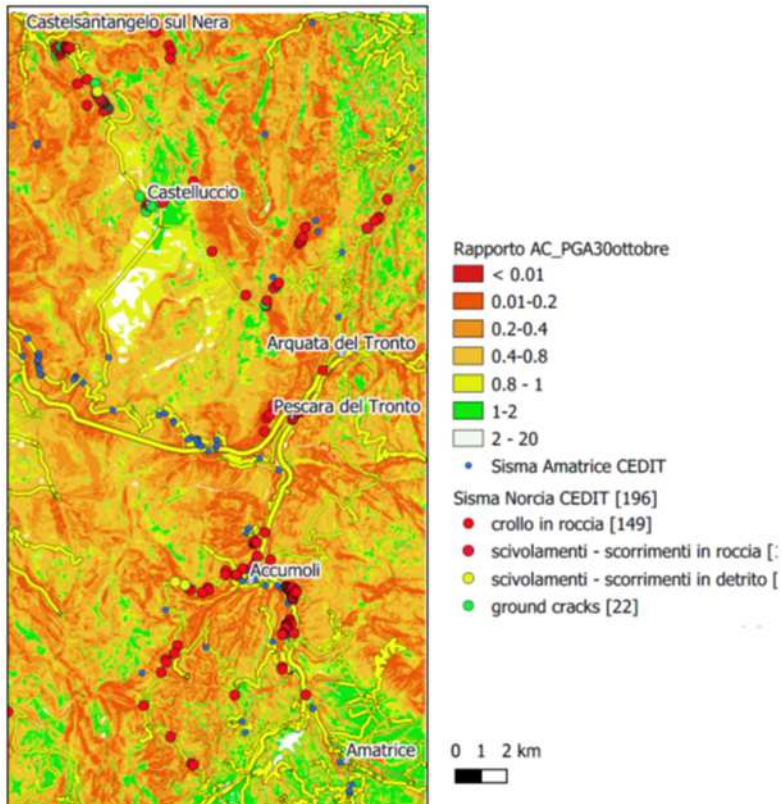 Castelsantangelo sul Nera
Castelluccio
Arquata del Tronto
Pescara del Tronto
Accumoli
Amatrice
Rapporto AC_PGA30ottobre
< 0.01
0.01-0.2
0.2-0.4
0.4-0.8
0.8 - 1
1-2
2 - 20
Sisma Amatrice CEDIT
Sisma Norcia CEDIT [196]
crollo in roccia [149]
scivolamenti - scorrimenti in roccia [
scivolamenti - scorrimenti in detrito [
ground cracks [22]
0 1 2 km